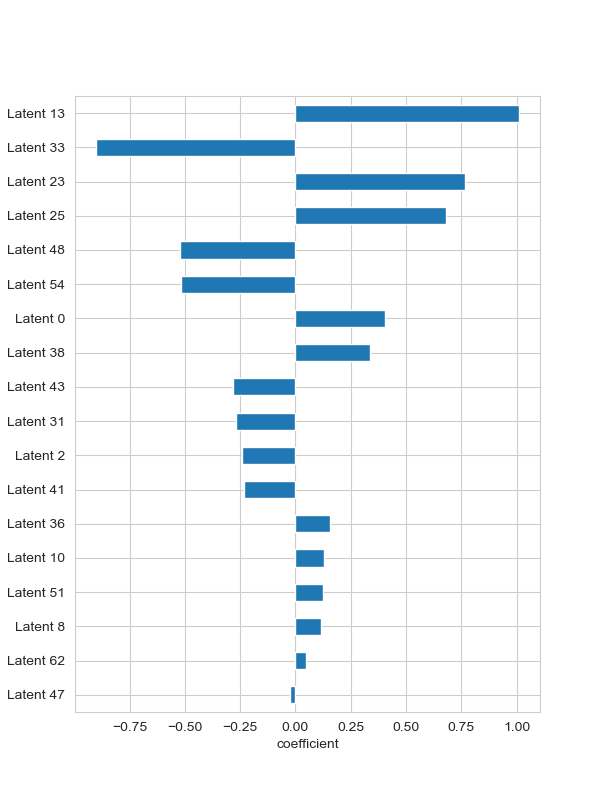 Latent 13
Latent 33
Latent 23
Latent 25
Latent 48
Latent 54
Latent 0
Latent 38
Latent 43
Latent 31
Latent 2
Latent 41
Latent 36
Latent 10
Latent 51
Latent 8
Latent 62
Latent 47
−0.75 −0.50 −0.25 0.00 0.25 0.50 0.75 1.00
coefficient